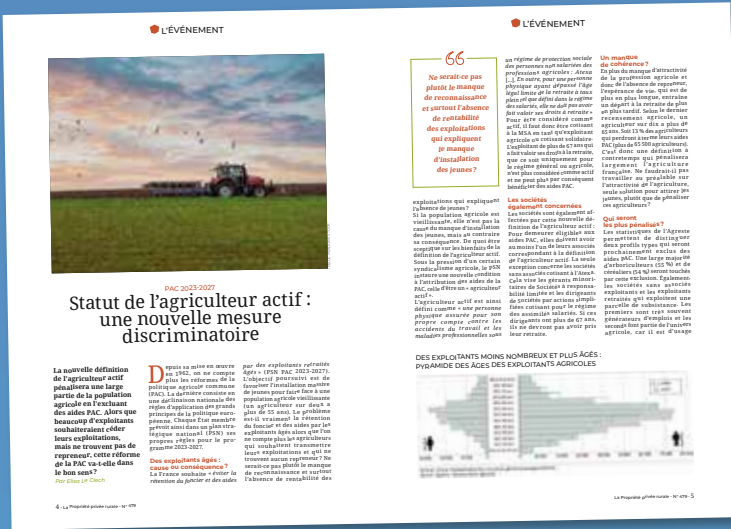 L'ÉVÉNEMENT
PAC 2023-2027
Statut de l'agriculteur actif :
une nouvelle mesure
discriminatoire
La nouvelle définition
de l'agriculteur actif
pénalisera une large
partie de la population
agricole en l'excluant
des aides PAC. Alors que
beaucoup d'exploitants
souhaiteraient céder
leurs exploitations,
mais ne trouvent pas de
repreneur, cette réforme
de la PAC va-t-elle dans
le bon sens ?
Par Elias Le Clech
Depuis sa mise en œuvre
en 1962, on ne compte
plus les réformes de la
politique agricole commune
(PAC). La dernière consiste en
une déclinaison nationale des
règles d'application des grands
principes de la politique euro-
péenne. Chaque État membre
prévoit ainsi dans un plan stra-
tégique national (PSN) ses
propres règles pour le pro-
gramme 2023-2027.
Des exploitants âgés :
cause ou conséquence ?
La France souhaite « éviter la
rétention du foncier et des aides
par des exploitants retraités
âgés » (PSN PAC 2023-2027).
L'objectif poursuivi est de
favoriser l'installation massive
de jeunes pour faire face à une
population agricole vieillissante
(un agriculteur sur deux a
plus de 55 ans). Le problème
est-il vraiment la rétention
du foncier et des aides par les
exploitants âgés alors que l'on
ne compte plus les agriculteurs
qui souhaitent transmettre
leurs exploitations et qui ne
trouvent aucun repreneur ? Ne
serait-ce pas plutôt le manque
de reconnaissance et surtout
l'absence de rentabilité des
4 - La Propriété privée rurale - N° 479
L'ÉVÉNEMENT
Ne serait-ce pas
plutôt le manque
de reconnaissance
et surtout l'absence
de rentabilité
des exploitations
qui expliquent
le manque
d'installation
des jeunes ?
exploitations qui expliquent
l'absence de jeunes ?
Si la population agricole est
vieillissante, elle n'est pas la
cause du manque d'installation
des jeunes, mais au contraire
sa conséquence. De quoi être
sceptique sur les bienfaits de la
définition de l'agriculteur actif.
Sous la pression d'un certain
syndicalisme agricole, le PSN
instaure une nouvelle condition
à l'attribution des aides de la
PAC, celle d'être un « agriculteur
actif ».
L'agriculteur actif est ainsi
défini comme « une personne
physique assurée pour son
propre compte contre les
accidents du travail et les
maladies professionnelles sous
un régime de protection sociale
des personnes non salariées des
professions agricoles : Atexa
[…]. En outre, pour une personne
physique ayant dépassé l'âge
légal limite de la retraite à taux
plein tel que défini dans le régime
des salariés, elle ne doit pas avoir
fait valoir ses droits à retraite »
Pour être considéré comme
actif, il faut donc être cotisant
à la MSA en tant qu'exploitant
agricole ou cotisant solidaire.
L'exploitant de plus de 67 ans qui
a fait valoir ses droits à la retraite,
que ce soit uniquement pour
le régime général ou agricole,
n'est plus considéré comme actif
et ne peut plus par conséquent
bénéficier des aides PAC.
Les sociétés
également concernées
Les sociétés sont également af-
fectées par cette nouvelle défi-
nition de l'agriculteur actif :
Pour demeurer éligible aux
aides PAC, elles doivent avoir
au moins l'un de leurs associés
correspondant à la définition
de l'agriculteur actif. La seule
exception concerne les sociétés
sans associés cotisant à l'Atexa.
Cela vise les gérants minori-
taires de Société à responsa-
bilité limitée et les dirigeants
de sociétés par actions simpli-
fiées cotisant pour le régime
des assimilés salariés. Si ces
dirigeants ont plus de 67 ans,
ils ne devront pas avoir pris
leur retraite.
Un manque
de cohérence ?
En plus du manque d'attractivité
de la profession agricole et
donc de l'absence de repreneur,
l'espérance de vie, qui est de
plus en plus longue, entraîne
un départ à la retraite de plus
en plus tardif. Selon le dernier
recensement agricole, un
agriculteur sur dix a plus de
65 ans. Soit 13 % des agriculteurs
qui perdront à terme leurs aides
PAC (plus de 65 500 agriculteurs).
C'est donc une définition à
contretemps qui pénalisera
largement l'agriculture
française. Ne faudrait-il pas
travailler au préalable sur
l'attractivité de l'agriculture,
seule solution pour attirer les
jeunes, plutôt que de pénaliser
ces agriculteurs ?
Qui seront
les plus pénalisés ?
Les statistiques de l'Agreste
permettent de distinguer
deux profils types qui seront
prochainement exclus des
aides PAC. Une large majorité
d'arboriculteurs (55 %) et de
céréaliers (54 %) seront touchés
par cette exclusion. Également
les sociétés sans associés
exploitants et les exploitants
retraités qui exploitent une
parcelle de subsistance. Les
premiers sont très souvent
générateurs d'emplois et les
seconds font partie de l'univers
agricole, car il est d'usage
DES EXPLOITANTS MOINS NOMBREUX ET PLUS ÂGÉS :
PYRAMIDE DES ÂGES DES EXPLOITANTS AGRICOLES
La Propriété privée rurale - N° 479 - 5